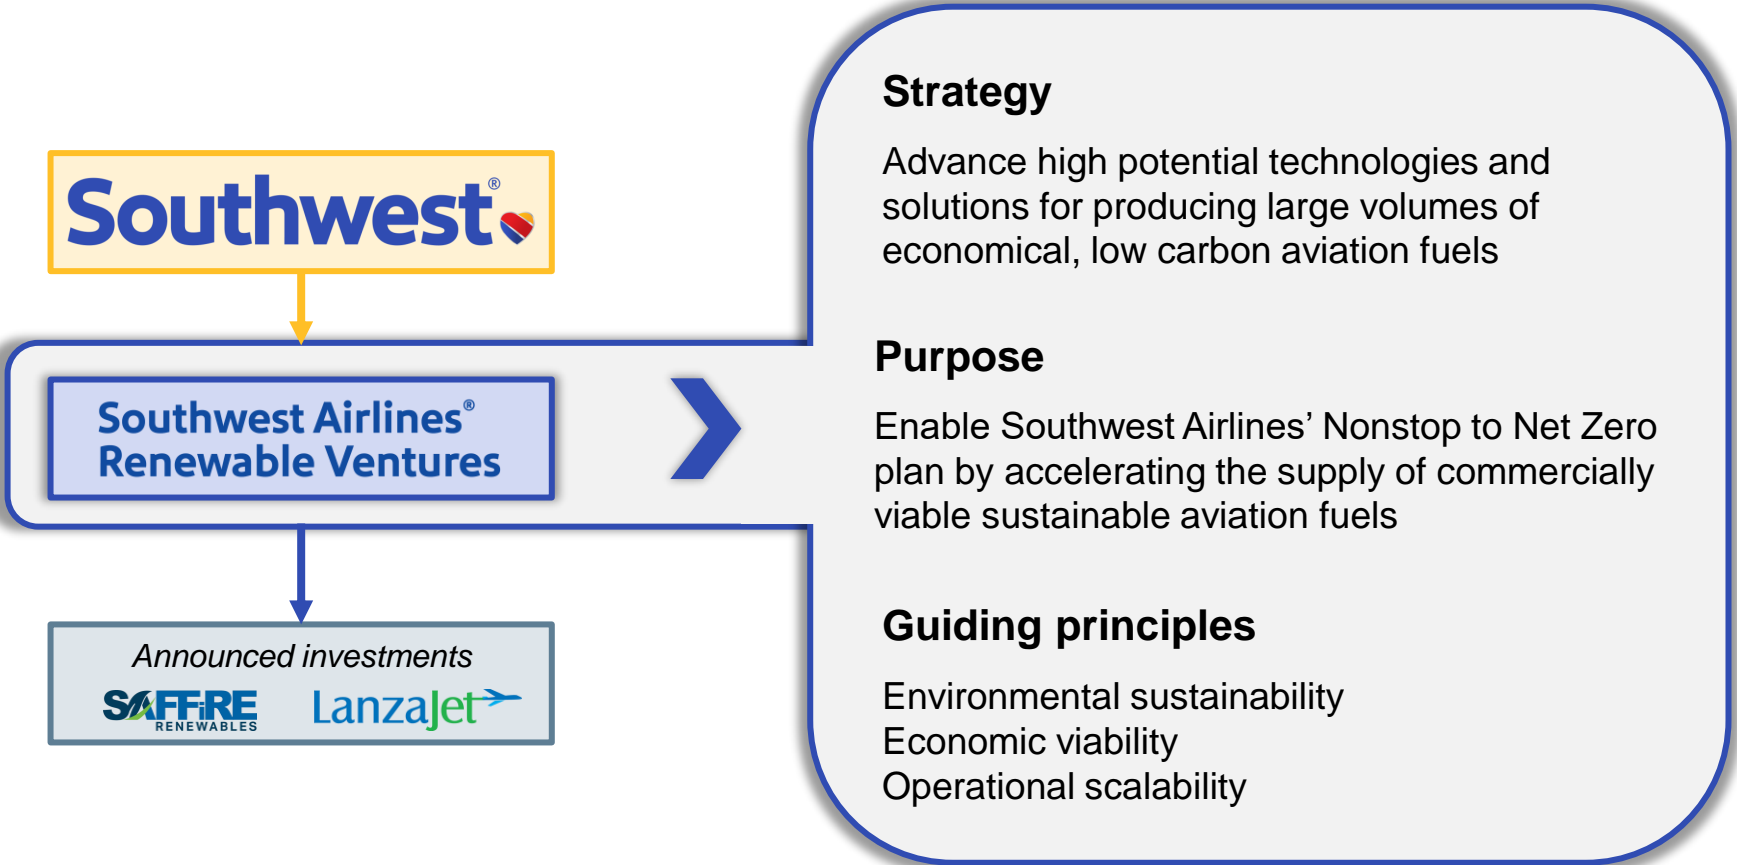 Southwest®
Southwest Airlines®
Renewable Ventures
Announced investments
SAFFiRE
RENEWABLES
LanzaJet
Strategy
Advance high potential technologies and
solutions for producing large volumes of
economical, low carbon aviation fuels
Purpose
Enable Southwest Airlines’ Nonstop to Net Zero
plan by accelerating the supply of commercially
viable sustainable aviation fuels
Guiding principles
Environmental sustainability
Economic viability
Operational scalability